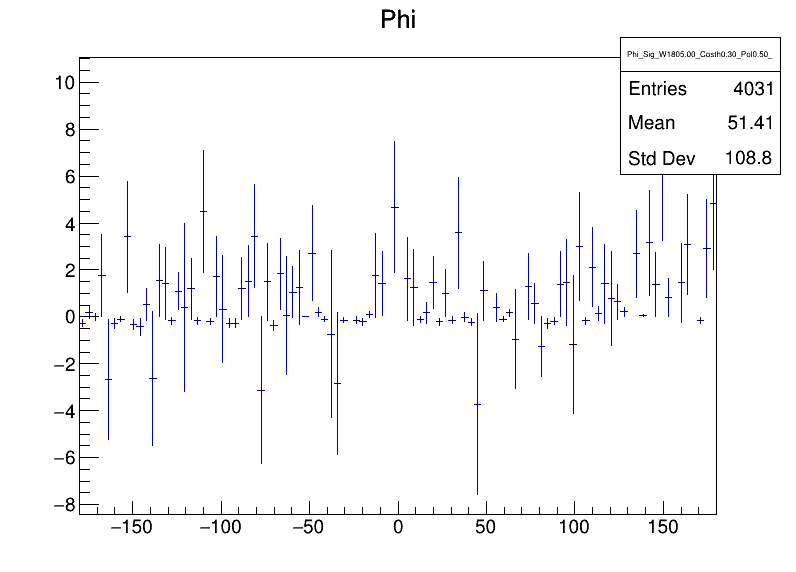 Phi
Phi_Sig_W1805.00_Costh0.30_Pol0.50_
Entries 4031
Mean 51.41
Std Dev 108.8
10
8
6
4
2
0
−2
−4
−6
−8
−150 −100 −50 0 50 100 150